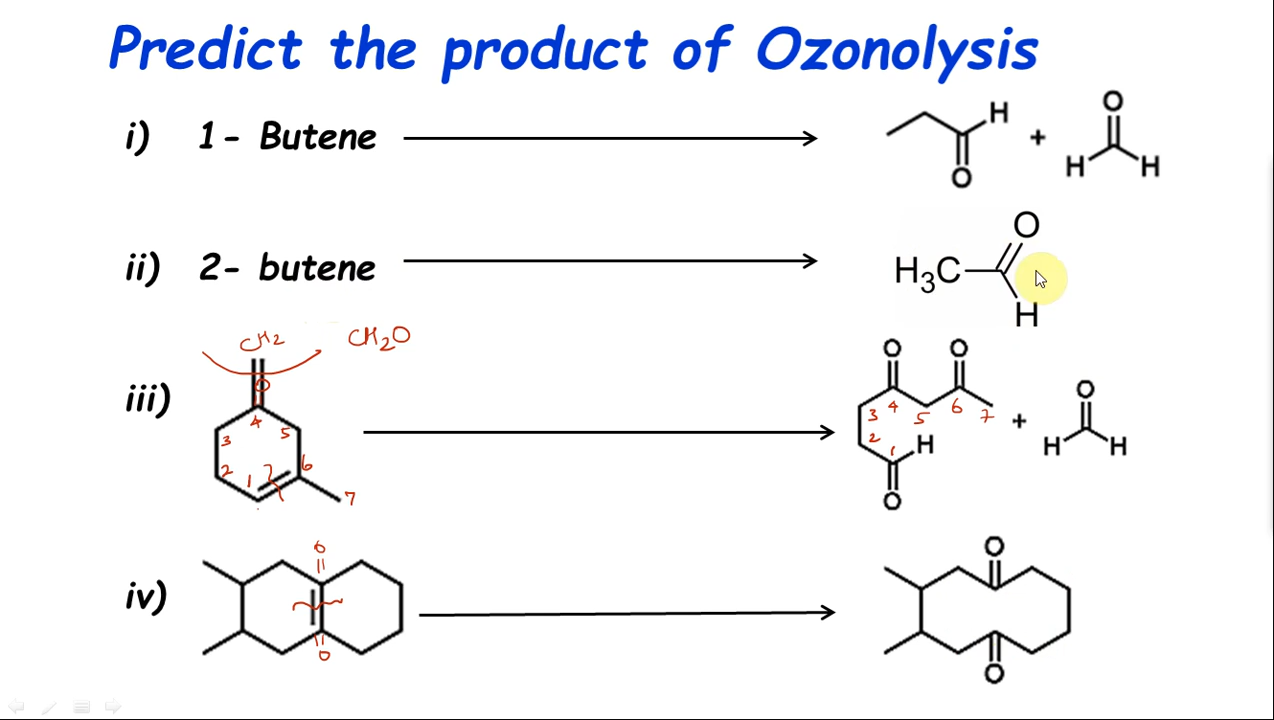 Predict the product of Ozonolysis
i) 1- Butene
H
O
+
O
H H
ii) 2- butene
H3C
O
H
iii)
CH2
CH2O
O
4
3
5
2
1
6
7
O O
4 6
3 5 7
2
1
H
O
+
O
H H
iv)
O
O
O
O